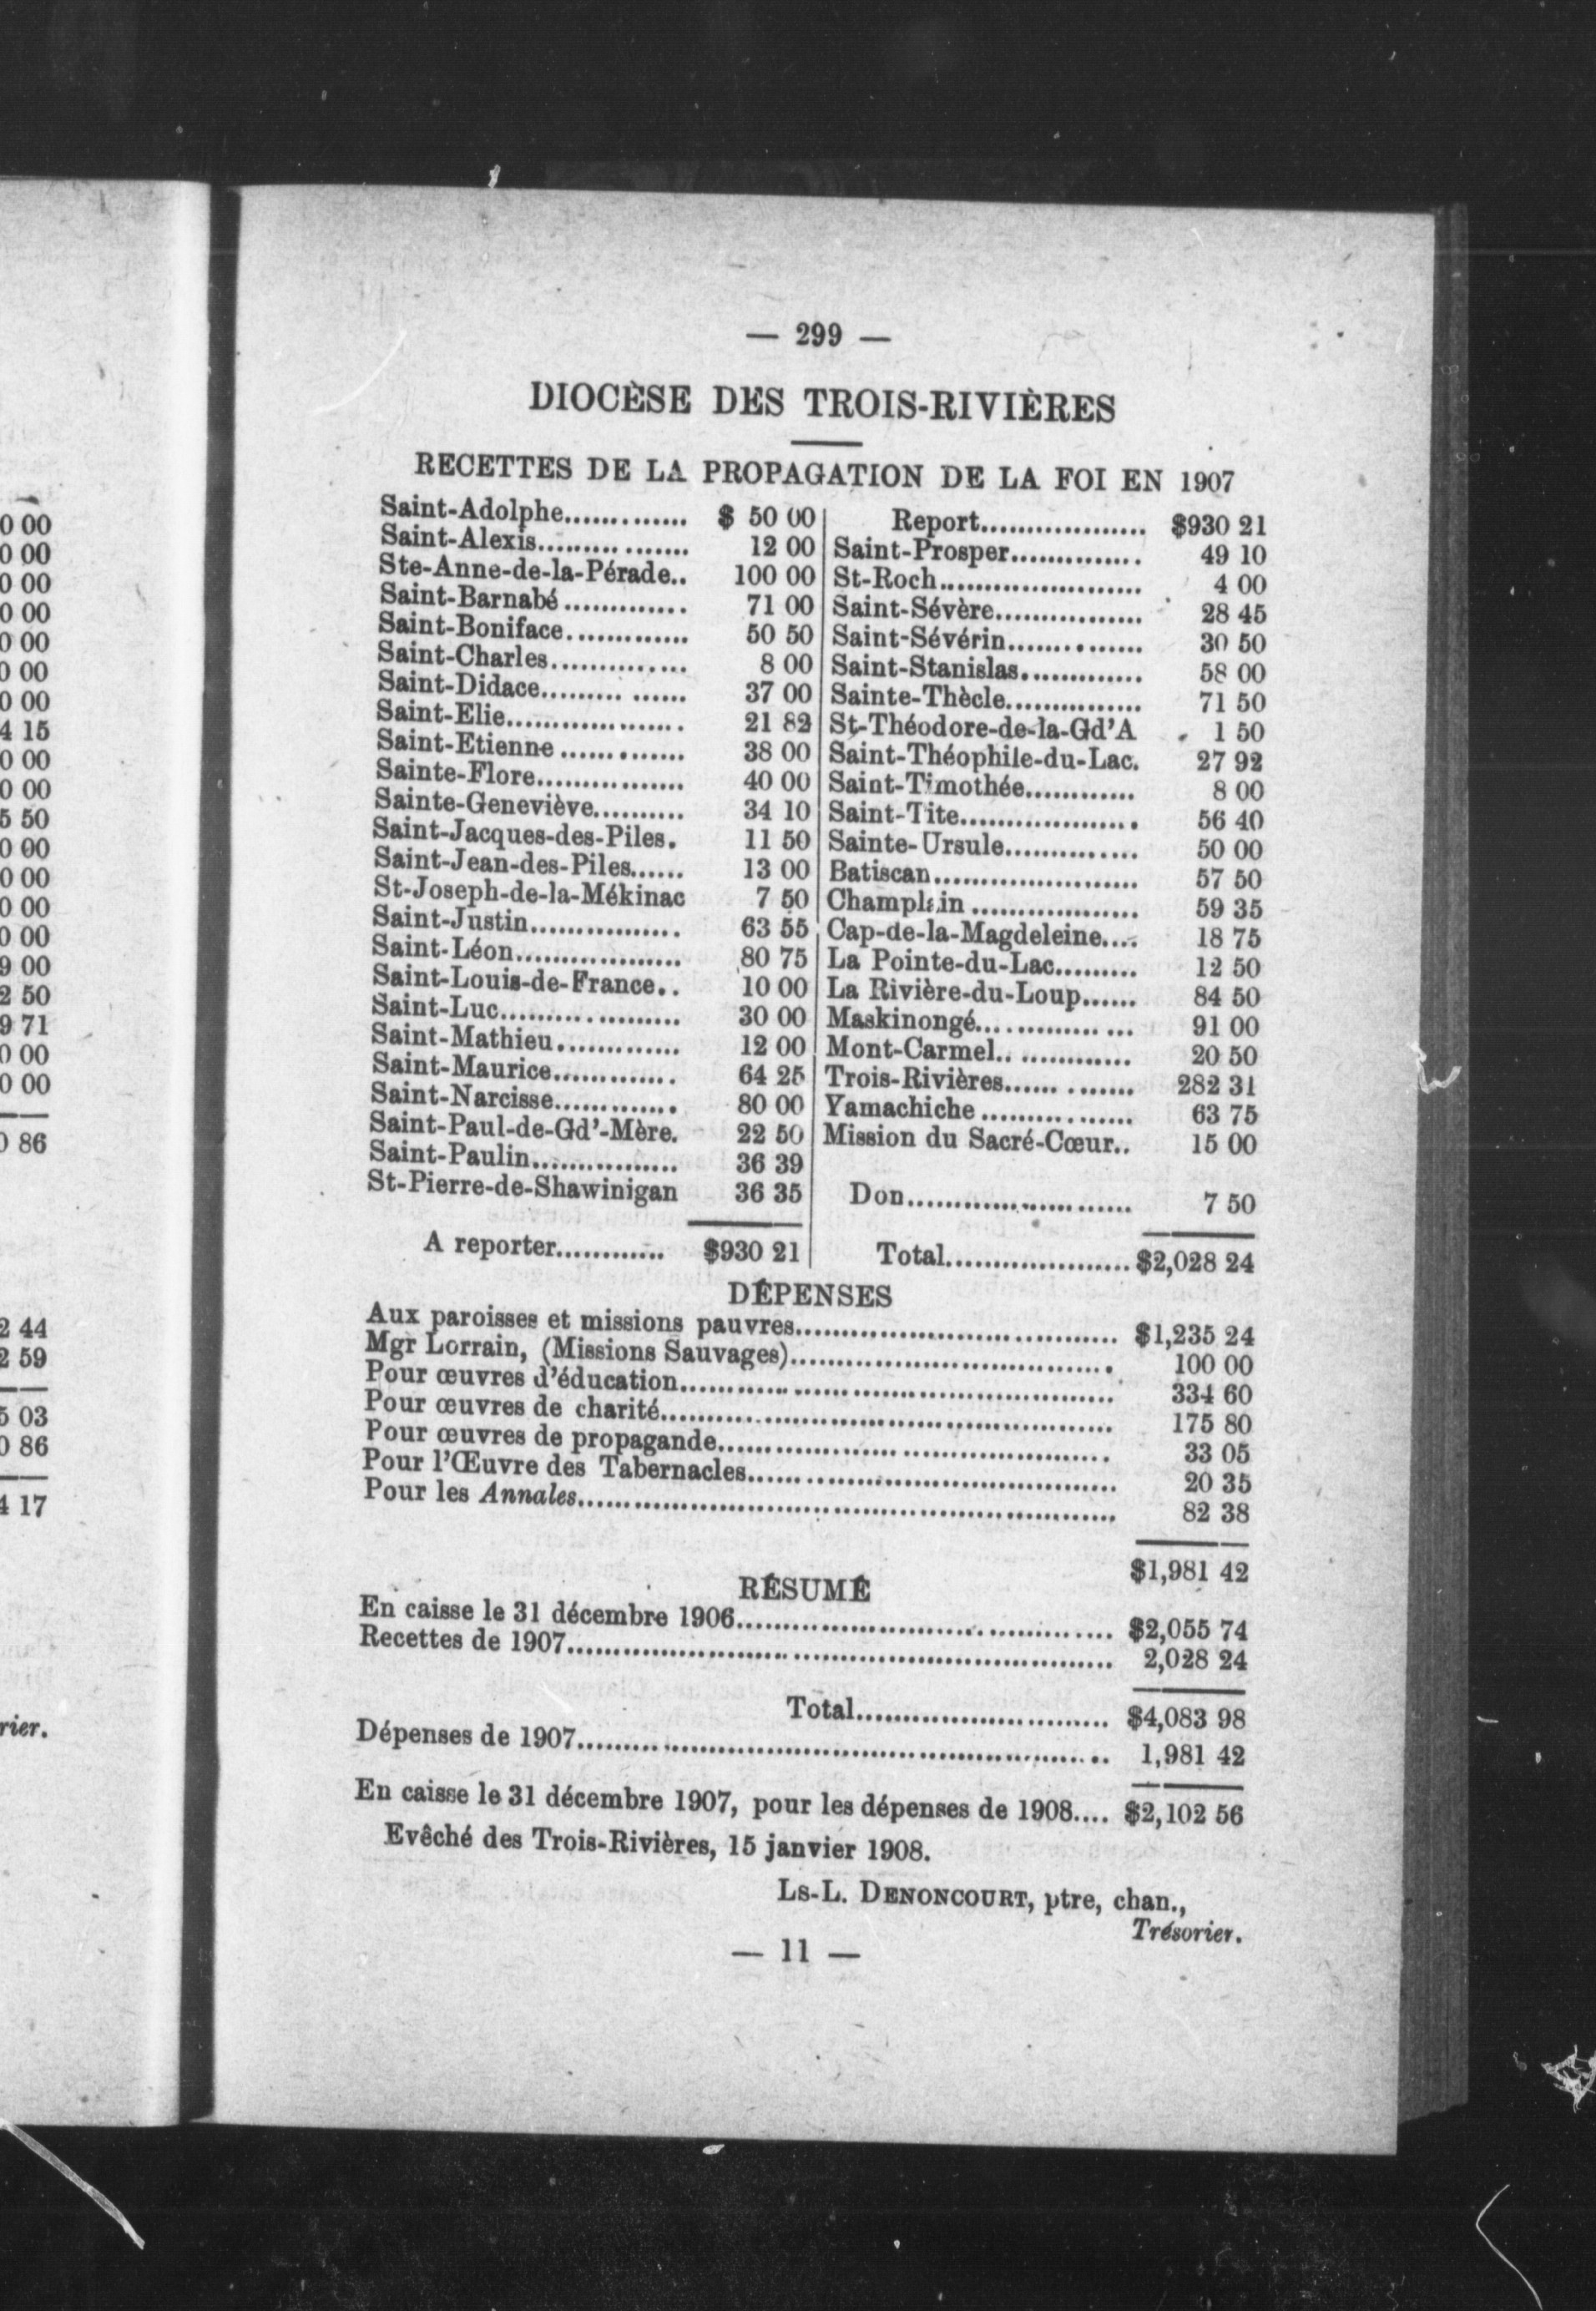 — 299 —
DIOCÈSE DES TROIS-RIVIÈRES
RECETTES DE LA PROPAGATION DE LA FOI EN 1907
Saint-Adolphe............. $ 50 00
Saint-Alexis................ 12 00
Ste-Anne-de-la-Pérade.. 100 00
Saint-Barnabé............. 71 00
Saint-Boniface............. 50 50
Saint-Charles.............. 8 00
Saint-Didace............... 37 00
Saint-Elie................... 21 82
Saint-Etienne............. 38 00
Sainte-Flore................ 40 00
Sainte-Geneviève.......... 34 10
Saint-Jacques-des-Piles. 11 50
Saint-Jean-des-Piles...... 13 00
St-Joseph-de-la-Mékinac 7 50
Saint-Justin................ 63 55
Saint-Léon.................. 80 75
Saint-Louis-de-France.. 10 00
Saint-Luc................... 30 00
Saint-Mathieu............. 12 00
Saint-Maurice............. 64 25
Saint-Narcisse............. 80 00
Saint-Paul-de-Gd'-Mère. 22 50
Saint-Paulin................ 36 39
St-Pierre-de-Shawinigan 36 35
A reporter............ $930 21
Report.................. $930 21
Saint-Prosper.............. 49 10
St-Roch...................... 4 00
Saint-Sévère................ 28 45
Saint-Sévérin............... 30 50
Saint-Stanislas............. 58 00
Sainte-Thècle............... 71 50
St-Théodore-de-la-Gd'A 1 50
Saint-Théophile-du-Lac. 27 92
Saint-Timothée............ 8 00
Saint-Tite................... 56 40
Sainte-Ursule.............. 50 00
Batiscan...................... 57 50
Champlain.................. 59 35
Cap-de-la-Magdeleine.... 18 75
La Pointe-du-Lac......... 12 50
La Rivière-du-Loup...... 84 50
Maskinongé................ 91 00
Mont-Carmel.............. 20 50
Trois-Rivières.............. 282 31
Yamachiche................ 63 75
Mission du Sacré-Cœur.. 15 00
Don........................ 7 50
Total.................... $2,028 24
DÉPENSES
Aux paroisses et missions pauvres.................................. $1,235 24
Mgr Lorrain, (Missions Sauvages).................................. 100 00
Pour œuvres d'éducation.............................................. 334 60
Pour œuvres de charité................................................ 175 80
Pour œuvres de propagande.......................................... 33 05
Pour l'Œuvre des Tabernacles....................................... 20 35
Pour les Annales......................................................... 82 38
$1,981 42
RÉSUMÉ
En caisse le 31 décembre 1906........................................ $2,055 74
Recettes de 1907.......................................................... 2,028 24
Total........................... $4,083 98
Dépenses de 1907......................................................... 1,981 42
En caisse le 31 décembre 1907, pour les dépenses de 1908.... $2,102 56
Evêché des Trois-Rivières, 15 janvier 1908.
Ls-L. DENONCOURT, ptre, chan.,
Trésorier.
— 11 —